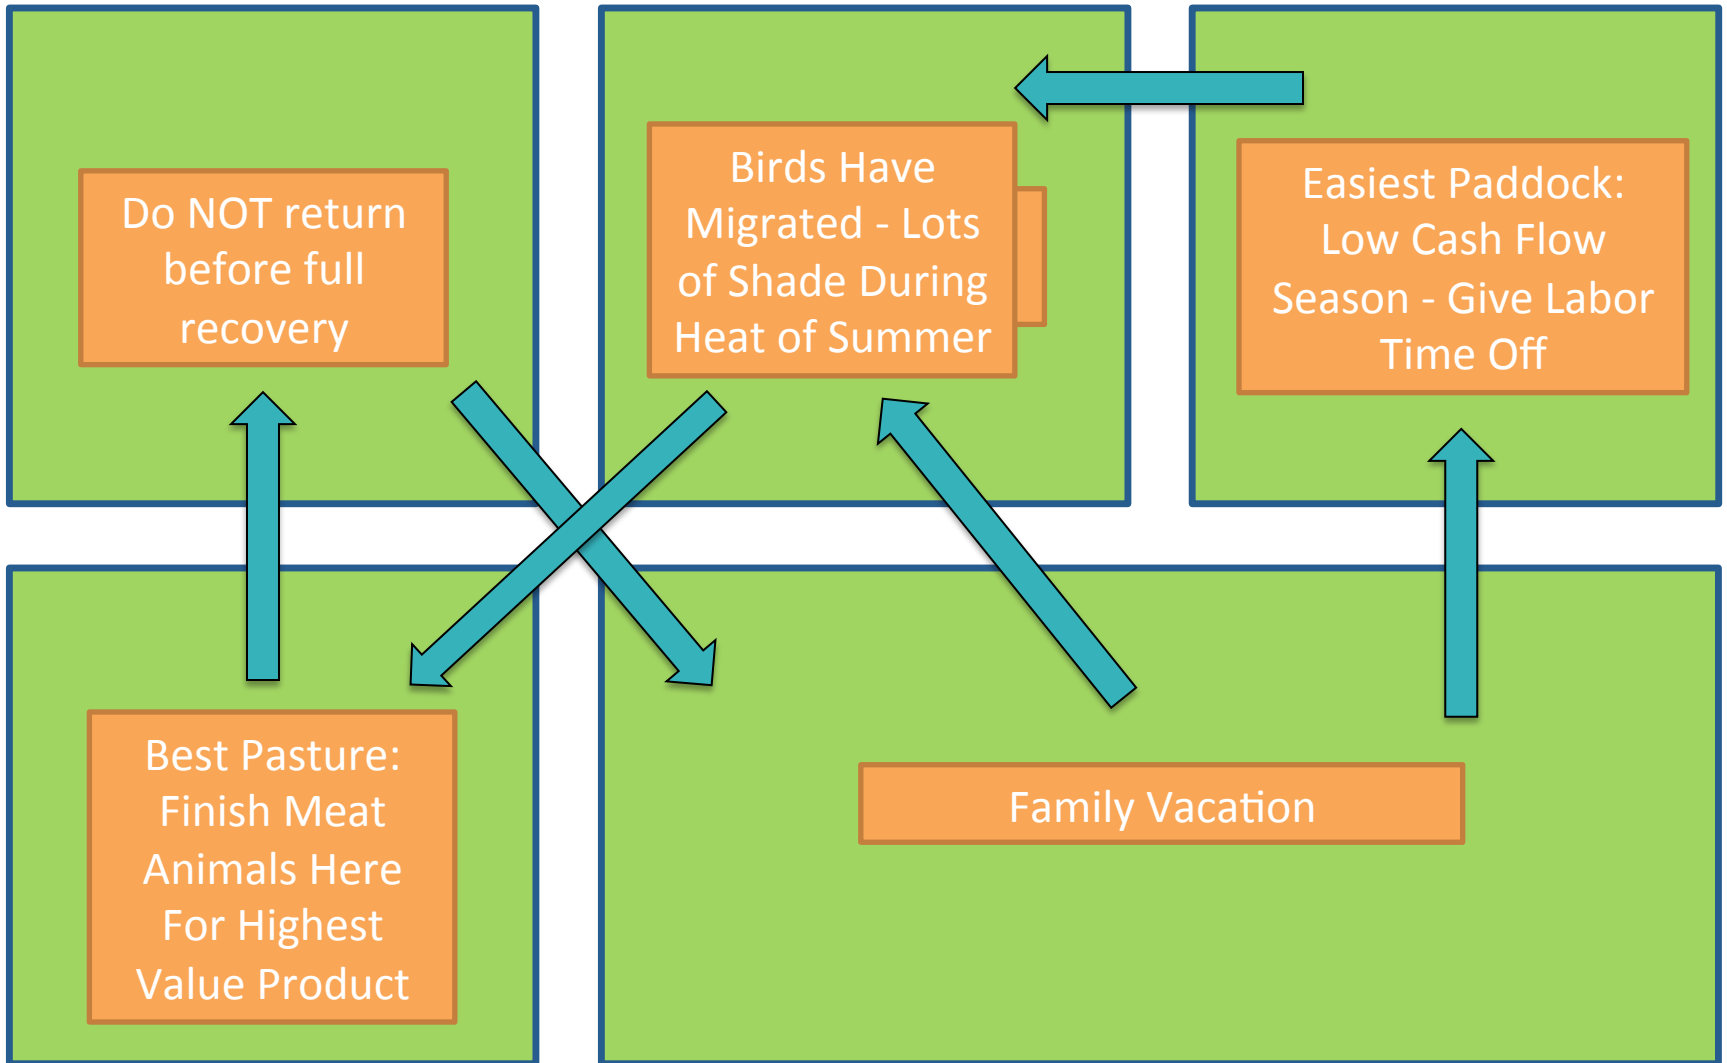 Do NOT return
before full
recovery
Birds Have
Migrated - Lots
of Shade During
Heat of Summer
Easiest Paddock:
Low Cash Flow
Season - Give Labor
Time Off
Best Pasture:
Finish Meat
Animals Here
For Highest
Value Product
Family Vacation